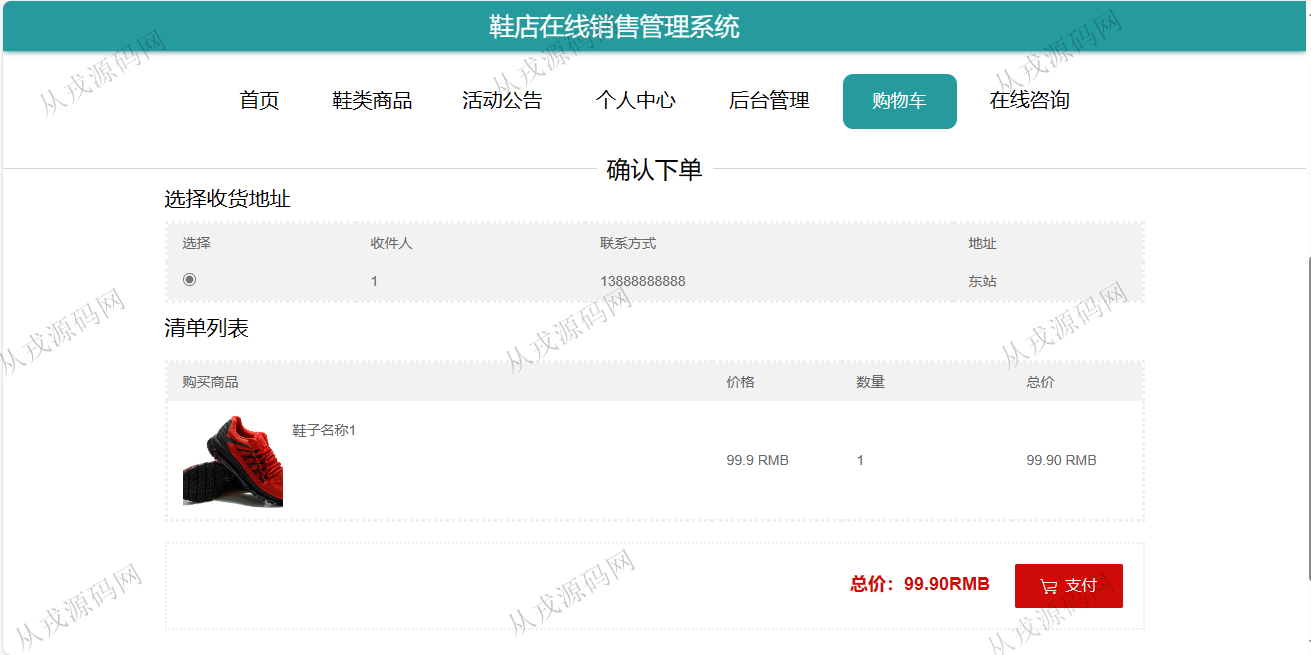 鞋店在线销售管理系统
首页 鞋类商品 活动公告 个人中心 后台管理 购物车 在线咨询
确认下单
选择收货地址
选择 收件人 联系方式 地址
1 13888888888 东站
清单列表
购买商品 价格 数量 总价
鞋子名称1
99.9 RMB 1 99.90 RMB
总价：99.90RMB 支付
从戎源码网
从戎源码网
从戎源码网
从戎源码网
从戎源码网
从戎源码网
从戎源码网
从戎源码网
从戎源码网